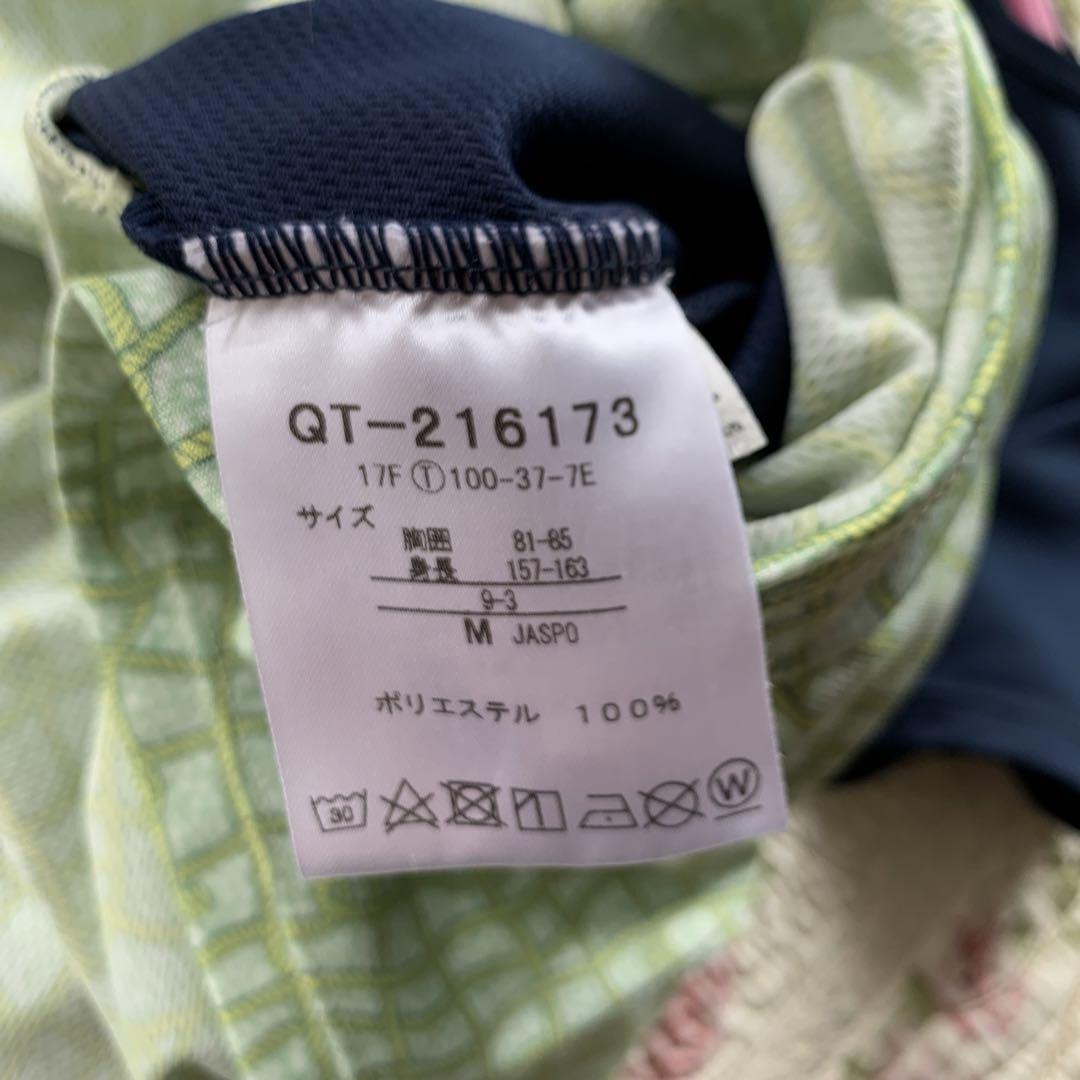 QT-216173
17F Ⓣ100-37-7E
サイズ
胸囲 81-85
身長 157-163
9-3
M JASPO
ポリエステル 100%
30
W